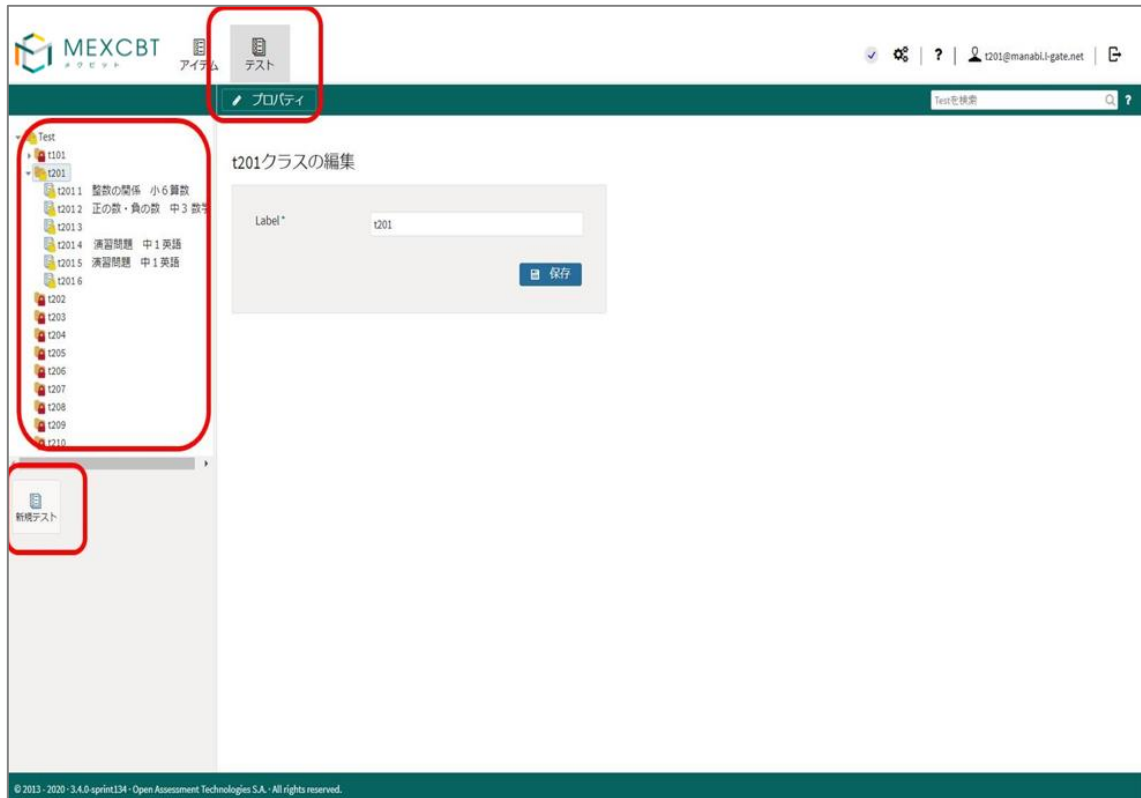 MEXCBT
メクビット
アイテム
テスト
?
t201@manabi.l-gate.net
プロパティ
Testを検索
?
Test
t101
t201
t2011 整数の関係 小6算数
t2012 正の数・負の数 中3数学
t2013
t2014 演習問題 中1英語
t2015 演習問題 中1英語
t2016
t202
t203
t204
t205
t206
t207
t208
t209
t210
新規テスト
t201クラスの編集
Label*
t201
保存
© 2013 - 2020 · 3.4.0-sprint134 · Open Assessment Technologies S.A. · All rights reserved.